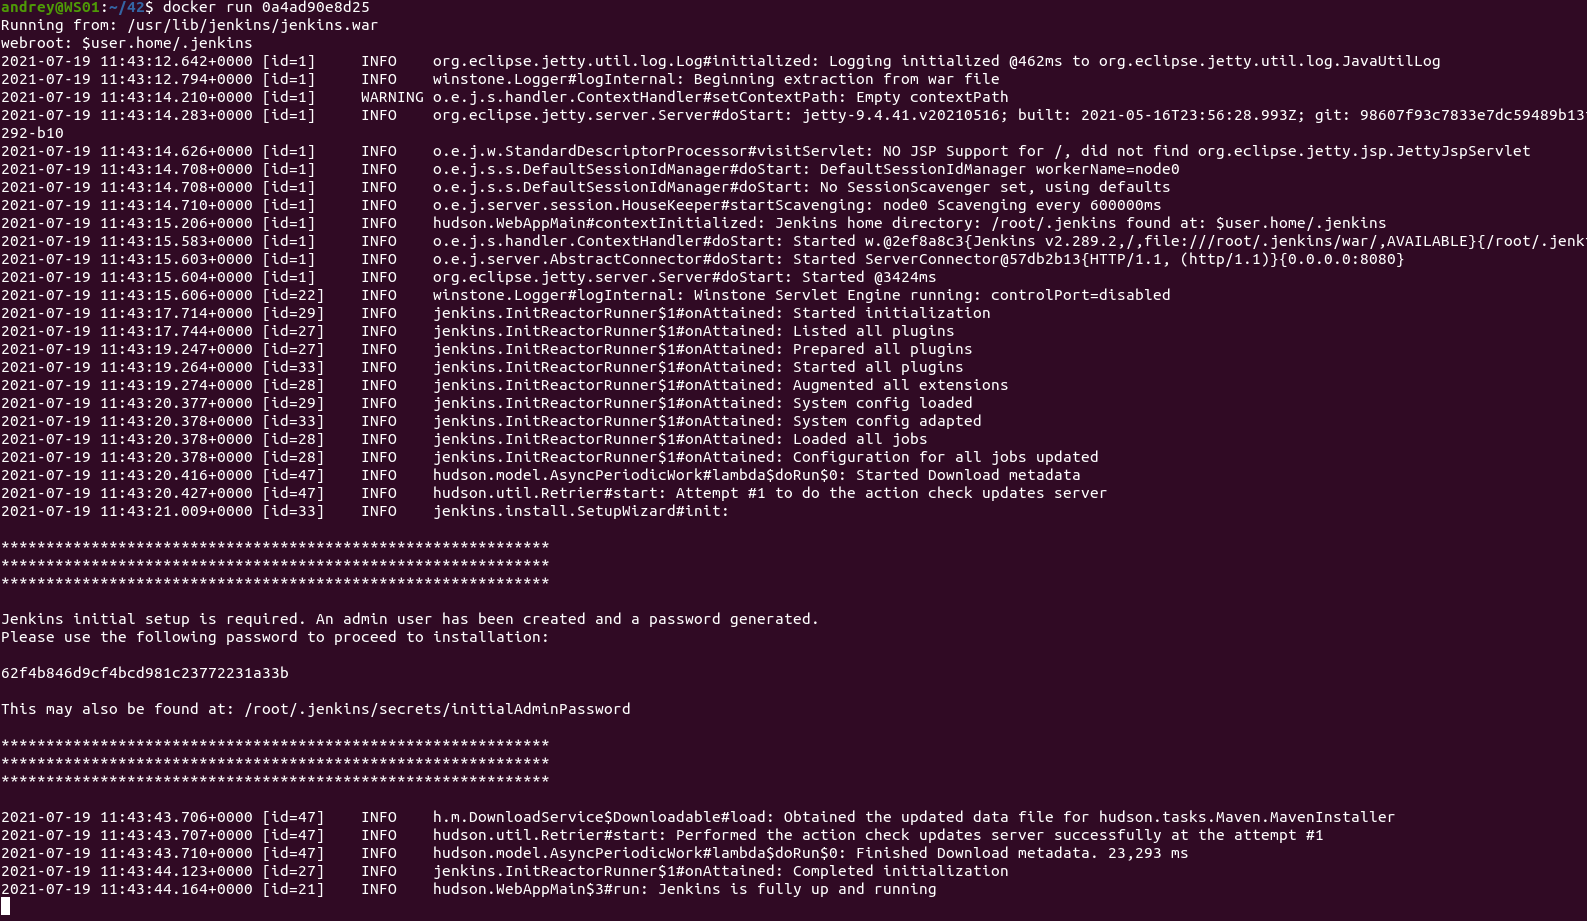 andrey@WS01:~/42$ docker run 0a4ad90e8d25
Running from: /usr/lib/jenkins/jenkins.war
webroot: $user.home/.jenkins
2021-07-19 11:43:12.642+0000 [id=1]     INFO    org.eclipse.jetty.util.log.Log#initialized: Logging initialized @462ms to org.eclipse.jetty.util.log.JavaUtilLog
2021-07-19 11:43:12.794+0000 [id=1]     INFO    winstone.Logger#logInternal: Beginning extraction from war file
2021-07-19 11:43:14.210+0000 [id=1]     WARNING o.e.j.s.handler.ContextHandler#setContextPath: Empty contextPath
2021-07-19 11:43:14.283+0000 [id=1]     INFO    org.eclipse.jetty.server.Server#doStart: jetty-9.4.41.v20210516; built: 2021-05-16T23:56:28.993Z; git: 98607f93c7833e7dc59489b13
292-b10
2021-07-19 11:43:14.626+0000 [id=1]     INFO    o.e.j.w.StandardDescriptorProcessor#visitServlet: NO JSP Support for /, did not find org.eclipse.jetty.jsp.JettyJspServlet
2021-07-19 11:43:14.708+0000 [id=1]     INFO    o.e.j.s.s.DefaultSessionIdManager#doStart: DefaultSessionIdManager workerName=node0
2021-07-19 11:43:14.708+0000 [id=1]     INFO    o.e.j.s.s.DefaultSessionIdManager#doStart: No SessionScavenger set, using defaults
2021-07-19 11:43:14.710+0000 [id=1]     INFO    o.e.j.server.session.HouseKeeper#startScavenging: node0 Scavenging every 600000ms
2021-07-19 11:43:15.206+0000 [id=1]     INFO    hudson.WebAppMain#contextInitialized: Jenkins home directory: /root/.jenkins found at: $user.home/.jenkins
2021-07-19 11:43:15.583+0000 [id=1]     INFO    o.e.j.s.handler.ContextHandler#doStart: Started w.@2ef8a8c3{Jenkins v2.289.2,/,file:///root/.jenkins/war/,AVAILABLE}{/root/.jenk
2021-07-19 11:43:15.603+0000 [id=1]     INFO    o.e.j.server.AbstractConnector#doStart: Started ServerConnector@57db2b13{HTTP/1.1, (http/1.1)}{0.0.0.0:8080}
2021-07-19 11:43:15.604+0000 [id=1]     INFO    org.eclipse.jetty.server.Server#doStart: Started @3424ms
2021-07-19 11:43:15.606+0000 [id=22]    INFO    winstone.Logger#logInternal: Winstone Servlet Engine running: controlPort=disabled
2021-07-19 11:43:17.714+0000 [id=29]    INFO    jenkins.InitReactorRunner$1#onAttained: Started initialization
2021-07-19 11:43:17.744+0000 [id=27]    INFO    jenkins.InitReactorRunner$1#onAttained: Listed all plugins
2021-07-19 11:43:19.247+0000 [id=27]    INFO    jenkins.InitReactorRunner$1#onAttained: Prepared all plugins
2021-07-19 11:43:19.264+0000 [id=33]    INFO    jenkins.InitReactorRunner$1#onAttained: Started all plugins
2021-07-19 11:43:19.274+0000 [id=28]    INFO    jenkins.InitReactorRunner$1#onAttained: Augmented all extensions
2021-07-19 11:43:20.377+0000 [id=29]    INFO    jenkins.InitReactorRunner$1#onAttained: System config loaded
2021-07-19 11:43:20.378+0000 [id=33]    INFO    jenkins.InitReactorRunner$1#onAttained: System config adapted
2021-07-19 11:43:20.378+0000 [id=28]    INFO    jenkins.InitReactorRunner$1#onAttained: Loaded all jobs
2021-07-19 11:43:20.378+0000 [id=28]    INFO    jenkins.InitReactorRunner$1#onAttained: Configuration for all jobs updated
2021-07-19 11:43:20.416+0000 [id=47]    INFO    hudson.model.AsyncPeriodicWork#lambda$doRun$0: Started Download metadata
2021-07-19 11:43:20.427+0000 [id=47]    INFO    hudson.util.Retrier#start: Attempt #1 to do the action check updates server
2021-07-19 11:43:21.009+0000 [id=33]    INFO    jenkins.install.SetupWizard#init:
*************************************************************
*************************************************************
*************************************************************
Jenkins initial setup is required. An admin user has been created and a password generated.
Please use the following password to proceed to installation:
62f4b846d9cf4bcd981c23772231a33b
This may also be found at: /root/.jenkins/secrets/initialAdminPassword
*************************************************************
*************************************************************
*************************************************************
2021-07-19 11:43:43.706+0000 [id=47]    INFO    h.m.DownloadService$Downloadable#load: Obtained the updated data file for hudson.tasks.Maven.MavenInstaller
2021-07-19 11:43:43.707+0000 [id=47]    INFO    hudson.util.Retrier#start: Performed the action check updates server successfully at the attempt #1
2021-07-19 11:43:43.710+0000 [id=47]    INFO    hudson.model.AsyncPeriodicWork#lambda$doRun$0: Finished Download metadata. 23,293 ms
2021-07-19 11:43:44.123+0000 [id=27]    INFO    jenkins.InitReactorRunner$1#onAttained: Completed initialization
2021-07-19 11:43:44.164+0000 [id=21]    INFO    hudson.WebAppMain$3#run: Jenkins is fully up and running